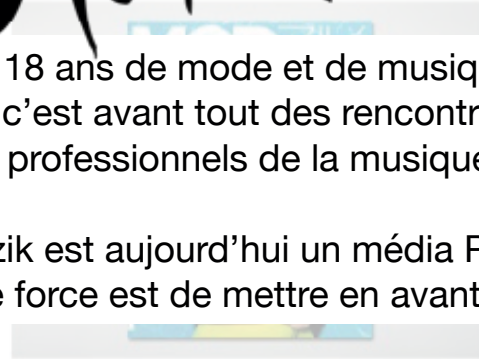 18 ans de mode et de musiq
c’est avant tout des rencontr
professionnels de la musique
zik est aujourd’hui un média P
force est de mettre en avant